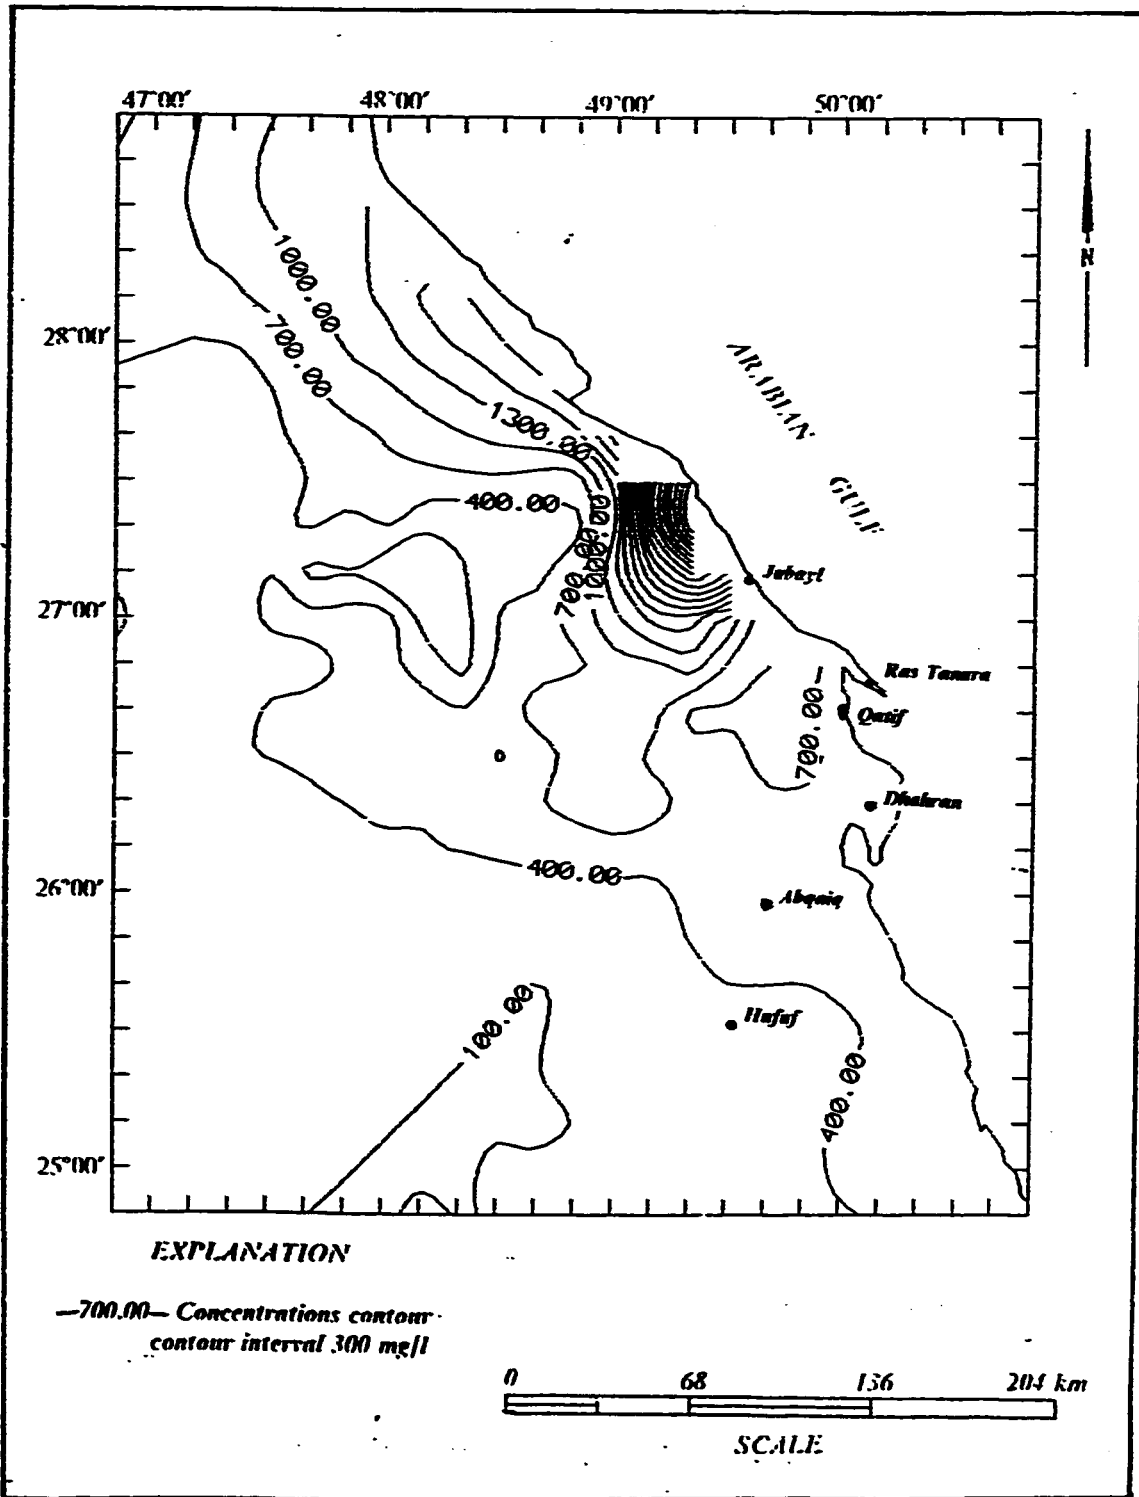 47°00' 48°00' 49°00' 50°00'
N
1000.00
700.00
28°00'
ARABIAN
GULF
1300.00
400.00
700.00
1000.00
Jubayl
27°00'
Ras Tanura
Qatif
700.00
Dhahran
400.00
26°00'
Abqaiq
100.00
Hufuf
400.00
25°00'
EXPLANATION
—700.00— Concentrations contour
contour interval 300 mg/l
0 68 136 204 km
SCALE